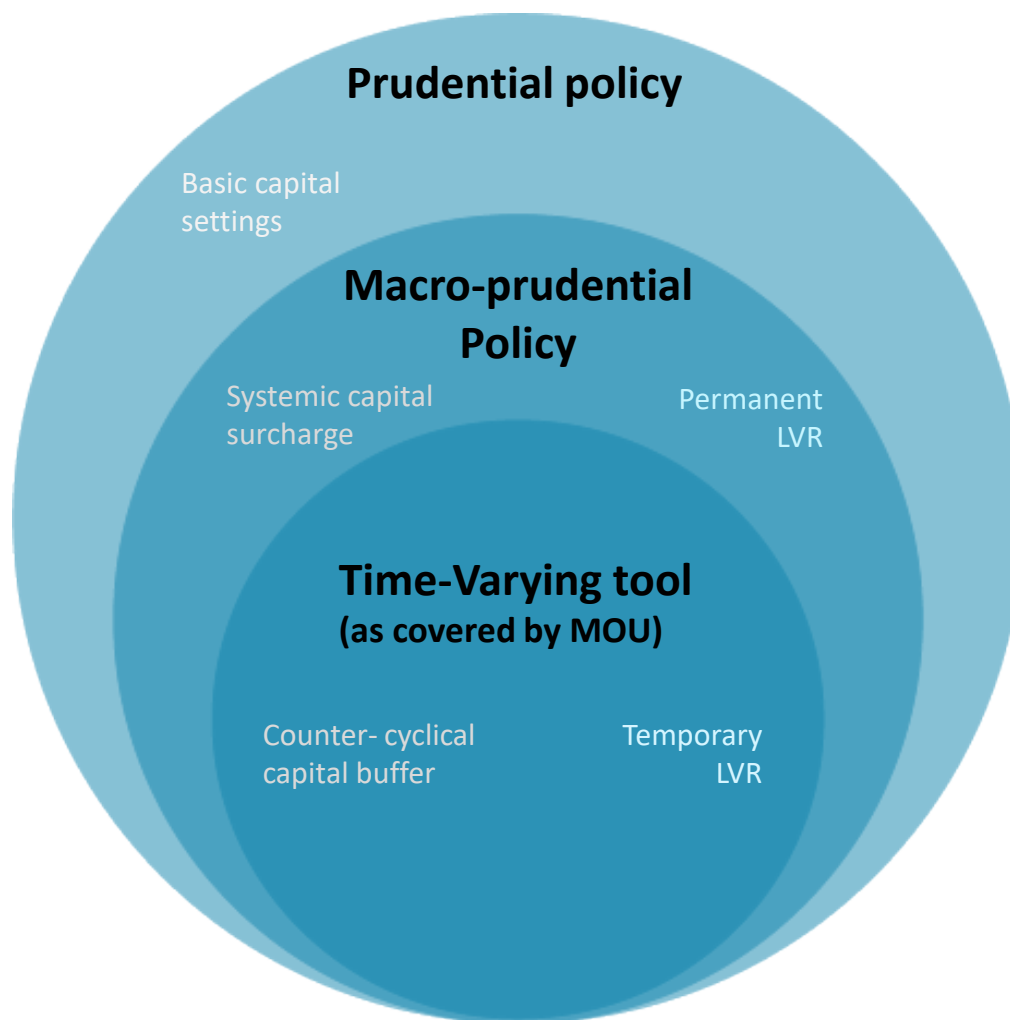 Prudential policy
Basic capital
settings
Macro-prudential
Policy
Systemic capital
surcharge
Permanent
LVR
Time-Varying tool
(as covered by MOU)
Counter- cyclical
capital buffer
Temporary
LVR